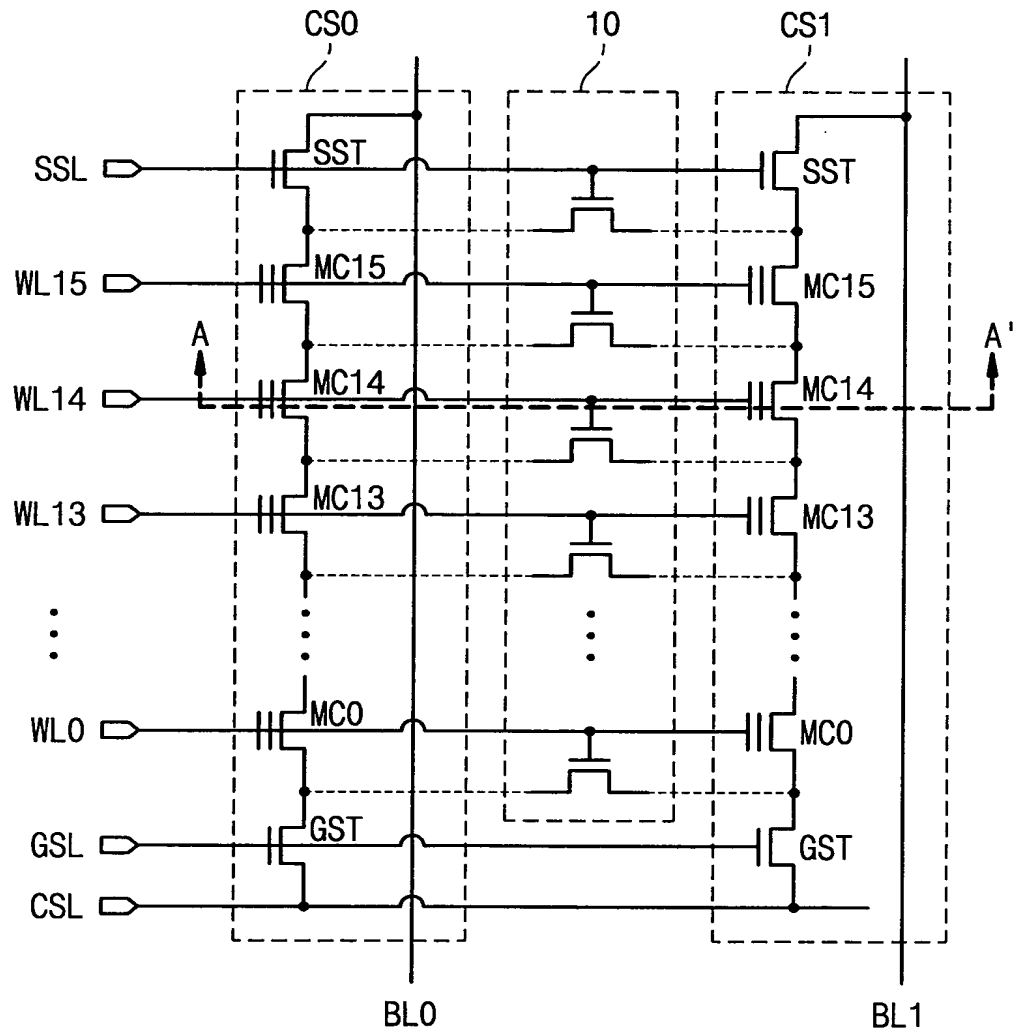 CS0 10 CS1
SSL SST SST
WL15 MC15 MC15
A A'
WL14 MC14 MC14
WL13 MC13 MC13
WL0 MC0 MC0
GSL GST GST
CSL
BL0 BL1